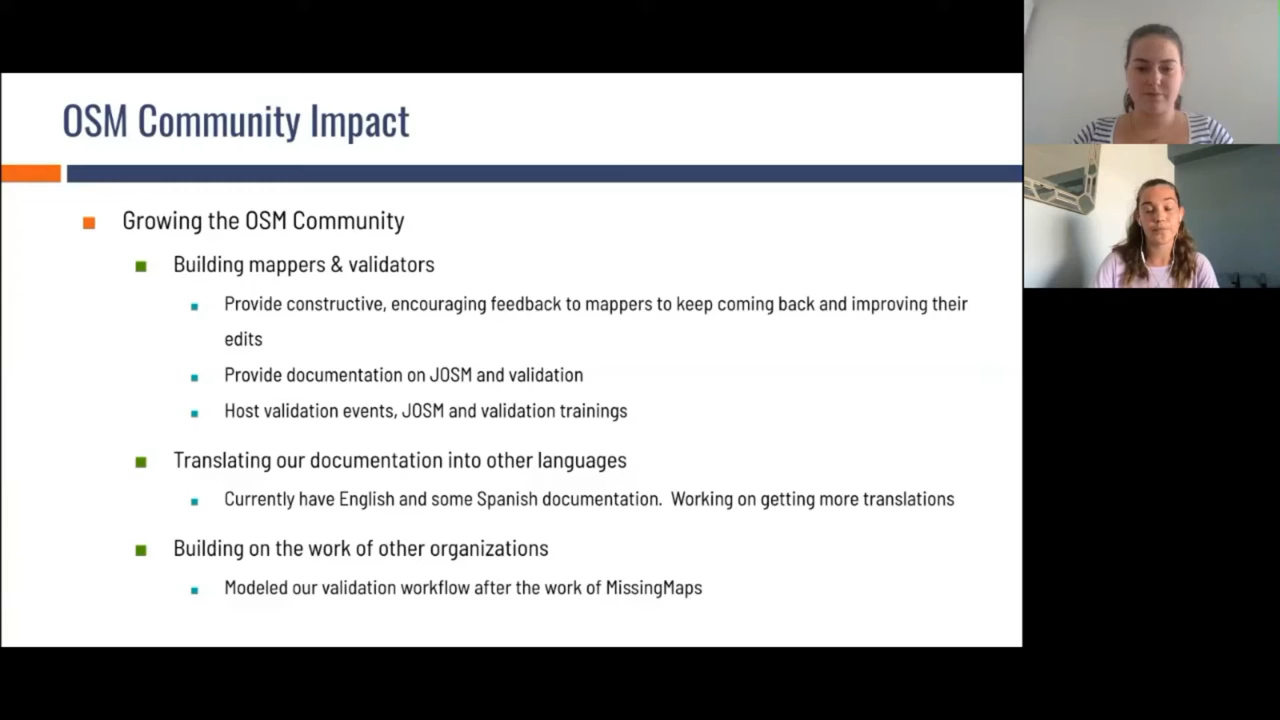 OSM Community Impact
Growing the OSM Community
Building mappers & validators
Provide constructive, encouraging feedback to mappers to keep coming back and improving their
edits
Provide documentation on JOSM and validation
Host validation events, JOSM and validation trainings
Translating our documentation into other languages
Currently have English and some Spanish documentation.  Working on getting more translations
Building on the work of other organizations
Modeled our validation workflow after the work of MissingMaps